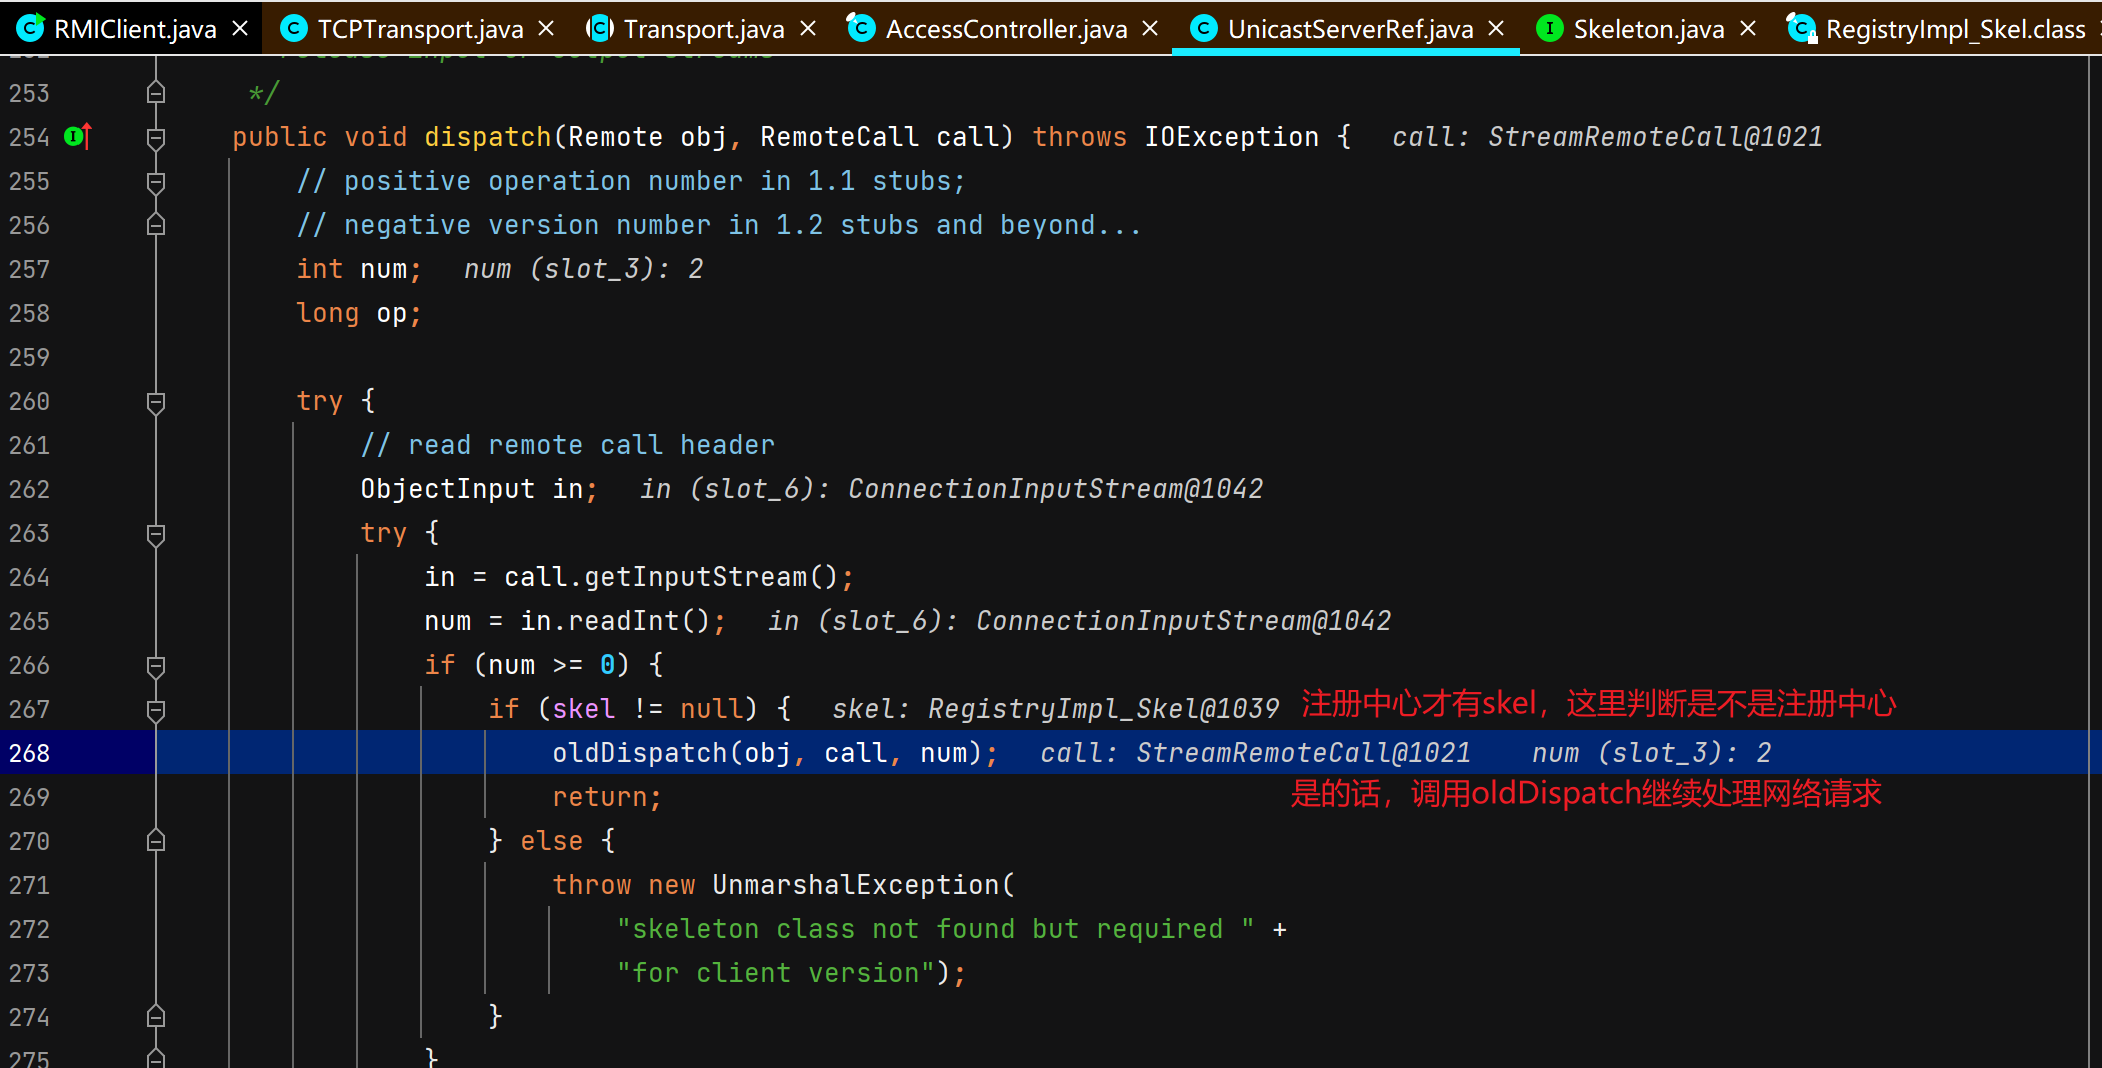 RMIClient.java × TCPTransport.java × Transport.java × AccessController.java × UnicastServerRef.java × Skeleton.java × RegistryImpl_Skel.class
253 */
254 public void dispatch(Remote obj, RemoteCall call) throws IOException { call: StreamRemoteCall@1021
255 // positive operation number in 1.1 stubs;
256 // negative version number in 1.2 stubs and beyond...
257 int num; num (slot_3): 2
258 long op;
259
260 try {
261 // read remote call header
262 ObjectInput in; in (slot_6): ConnectionInputStream@1042
263 try {
264 in = call.getInputStream();
265 num = in.readInt(); in (slot_6): ConnectionInputStream@1042
266 if (num >= 0) {
267 if (skel != null) { skel: RegistryImpl_Skel@1039 注册中心才有skel，这里判断是不是注册中心
268 oldDispatch(obj, call, num); call: StreamRemoteCall@1021 num (slot_3): 2
269 return; 是的话，调用oldDispatch继续处理网络请求
270 } else {
271 throw new UnmarshalException(
272 "skeleton class not found but required " +
273 "for client version");
274 }
275 }